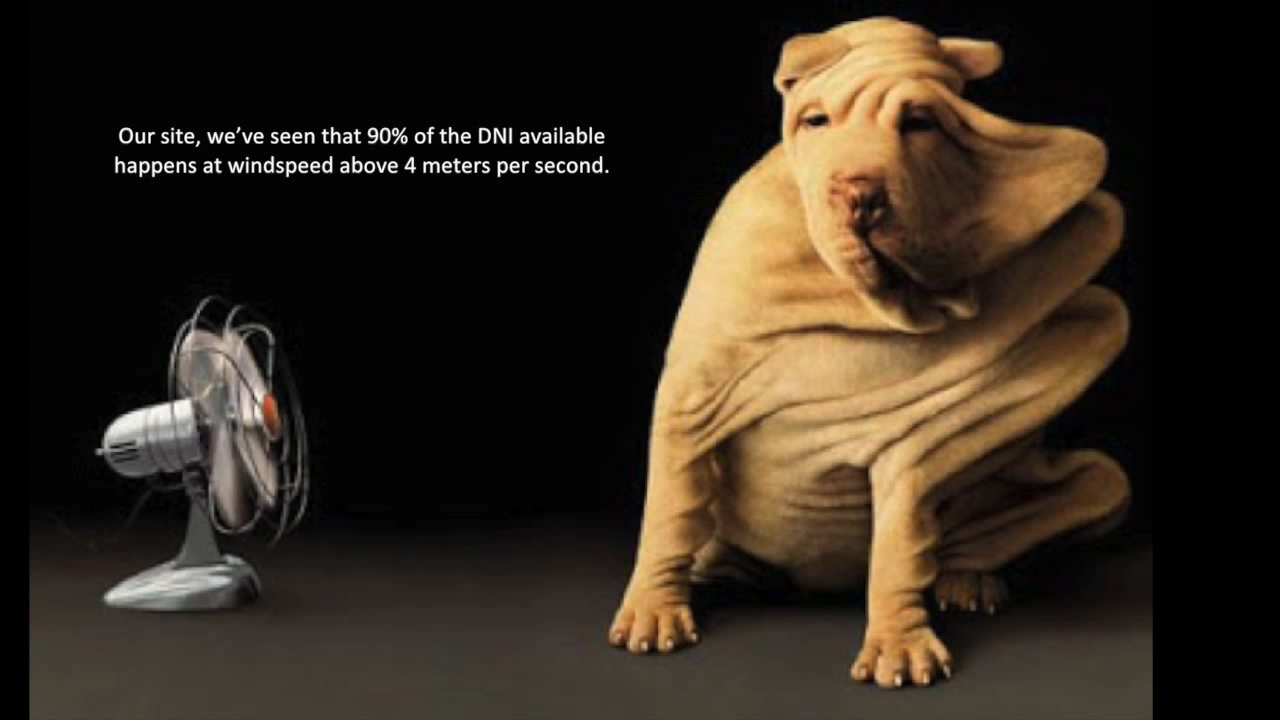 Our site, we’ve seen that 90% of the DNI available
happens at windspeed above 4 meters per second.